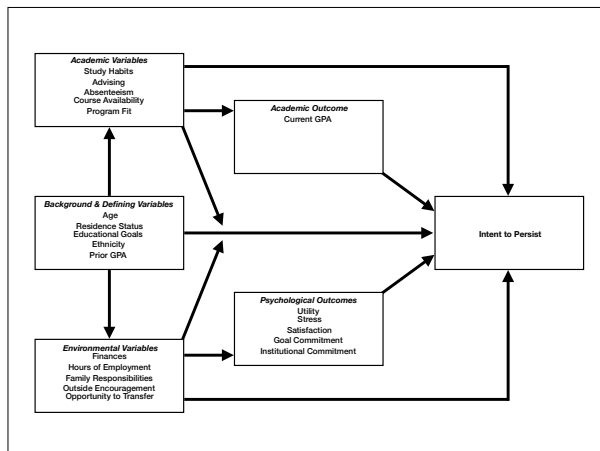 Academic Variables
Study Habits
Advising
Absenteeism
Course Availability
Program Fit
Academic Outcome
Current GPA
Background & Defining Variables
Age
Residence Status
Educational Goals
Ethnicity
Prior GPA
Intent to Persist
Psychological Outcomes
Utility
Stress
Satisfaction
Goal Commitment
Institutional Commitment
Environmental Variables
Finances
Hours of Employment
Family Responsibilities
Outside Encouragement
Opportunity to Transfer